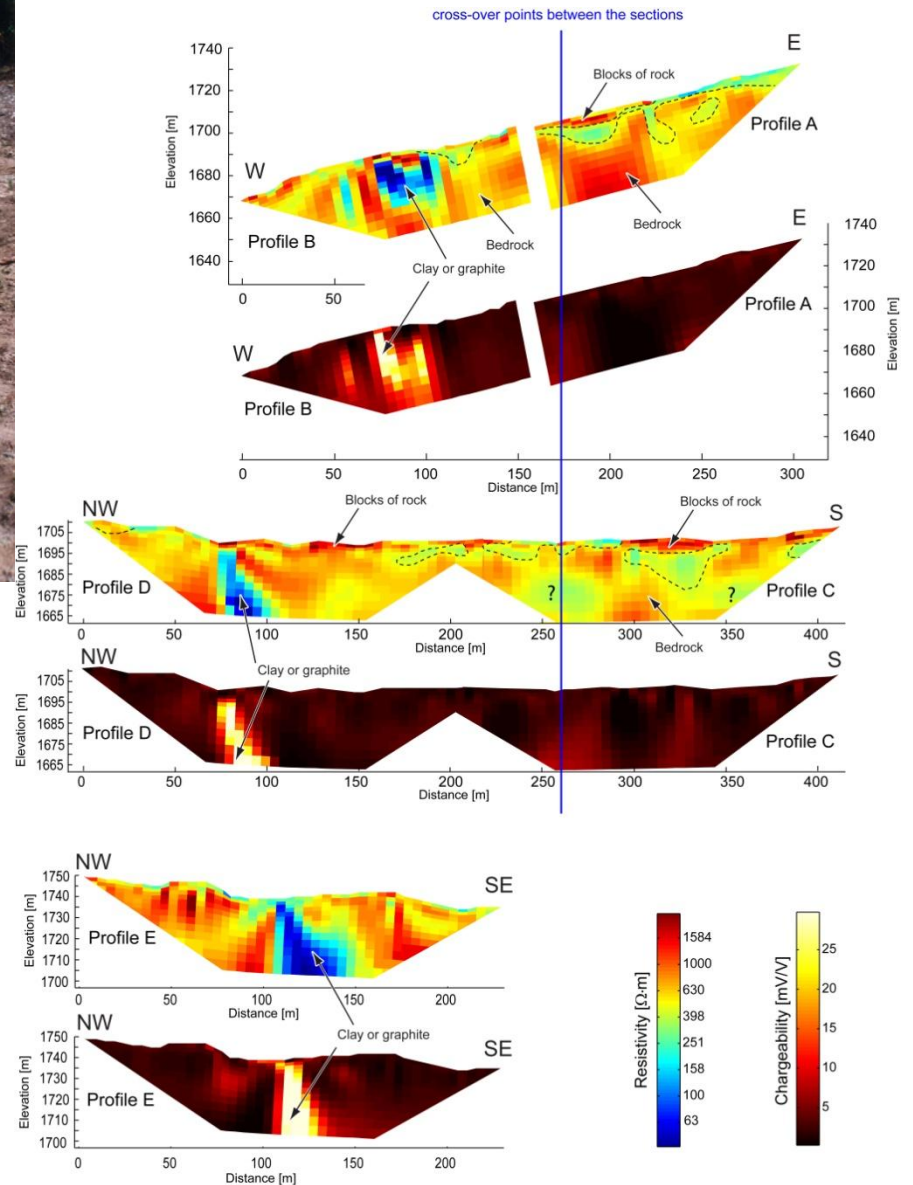 cross-over points between the sections
1740
1720
1700
1680
1660
1640
Elevation [m]
W
E
Blocks of rock
Profile A
Profile B
Bedrock
Bedrock
Clay or graphite
0
50
E
1740
1720
1700
1680
1660
1640
Elevation [m]
Profile A
W
Profile B
0 50 100 150 200 250 300
Distance [m]
NW
Blocks of rock
Blocks of rock
S
1705
1695
1685
1675
1665
Elevation [m]
Profile D
?
?
Profile C
Bedrock
0 50 100 150 200 250 300 350 400
Distance [m]
Clay or graphite
NW
S
1705
1695
1685
1675
1665
Elevation [m]
Profile D
Profile C
0 50 100 150 200 250 300 350 400
Distance [m]
NW
SE
1750
1740
1730
1720
1710
1700
Elevation [m]
Profile E
0 50 100 150 200
Distance [m]
Clay or graphite
NW
SE
1750
1740
1730
1720
1710
1700
Elevation [m]
Profile E
0 50 100 150 200
Distance [m]
Resistivity [Ω·m]
1584
1000
630
398
251
158
100
63
Chargeability [mV/V]
25
20
15
10
5